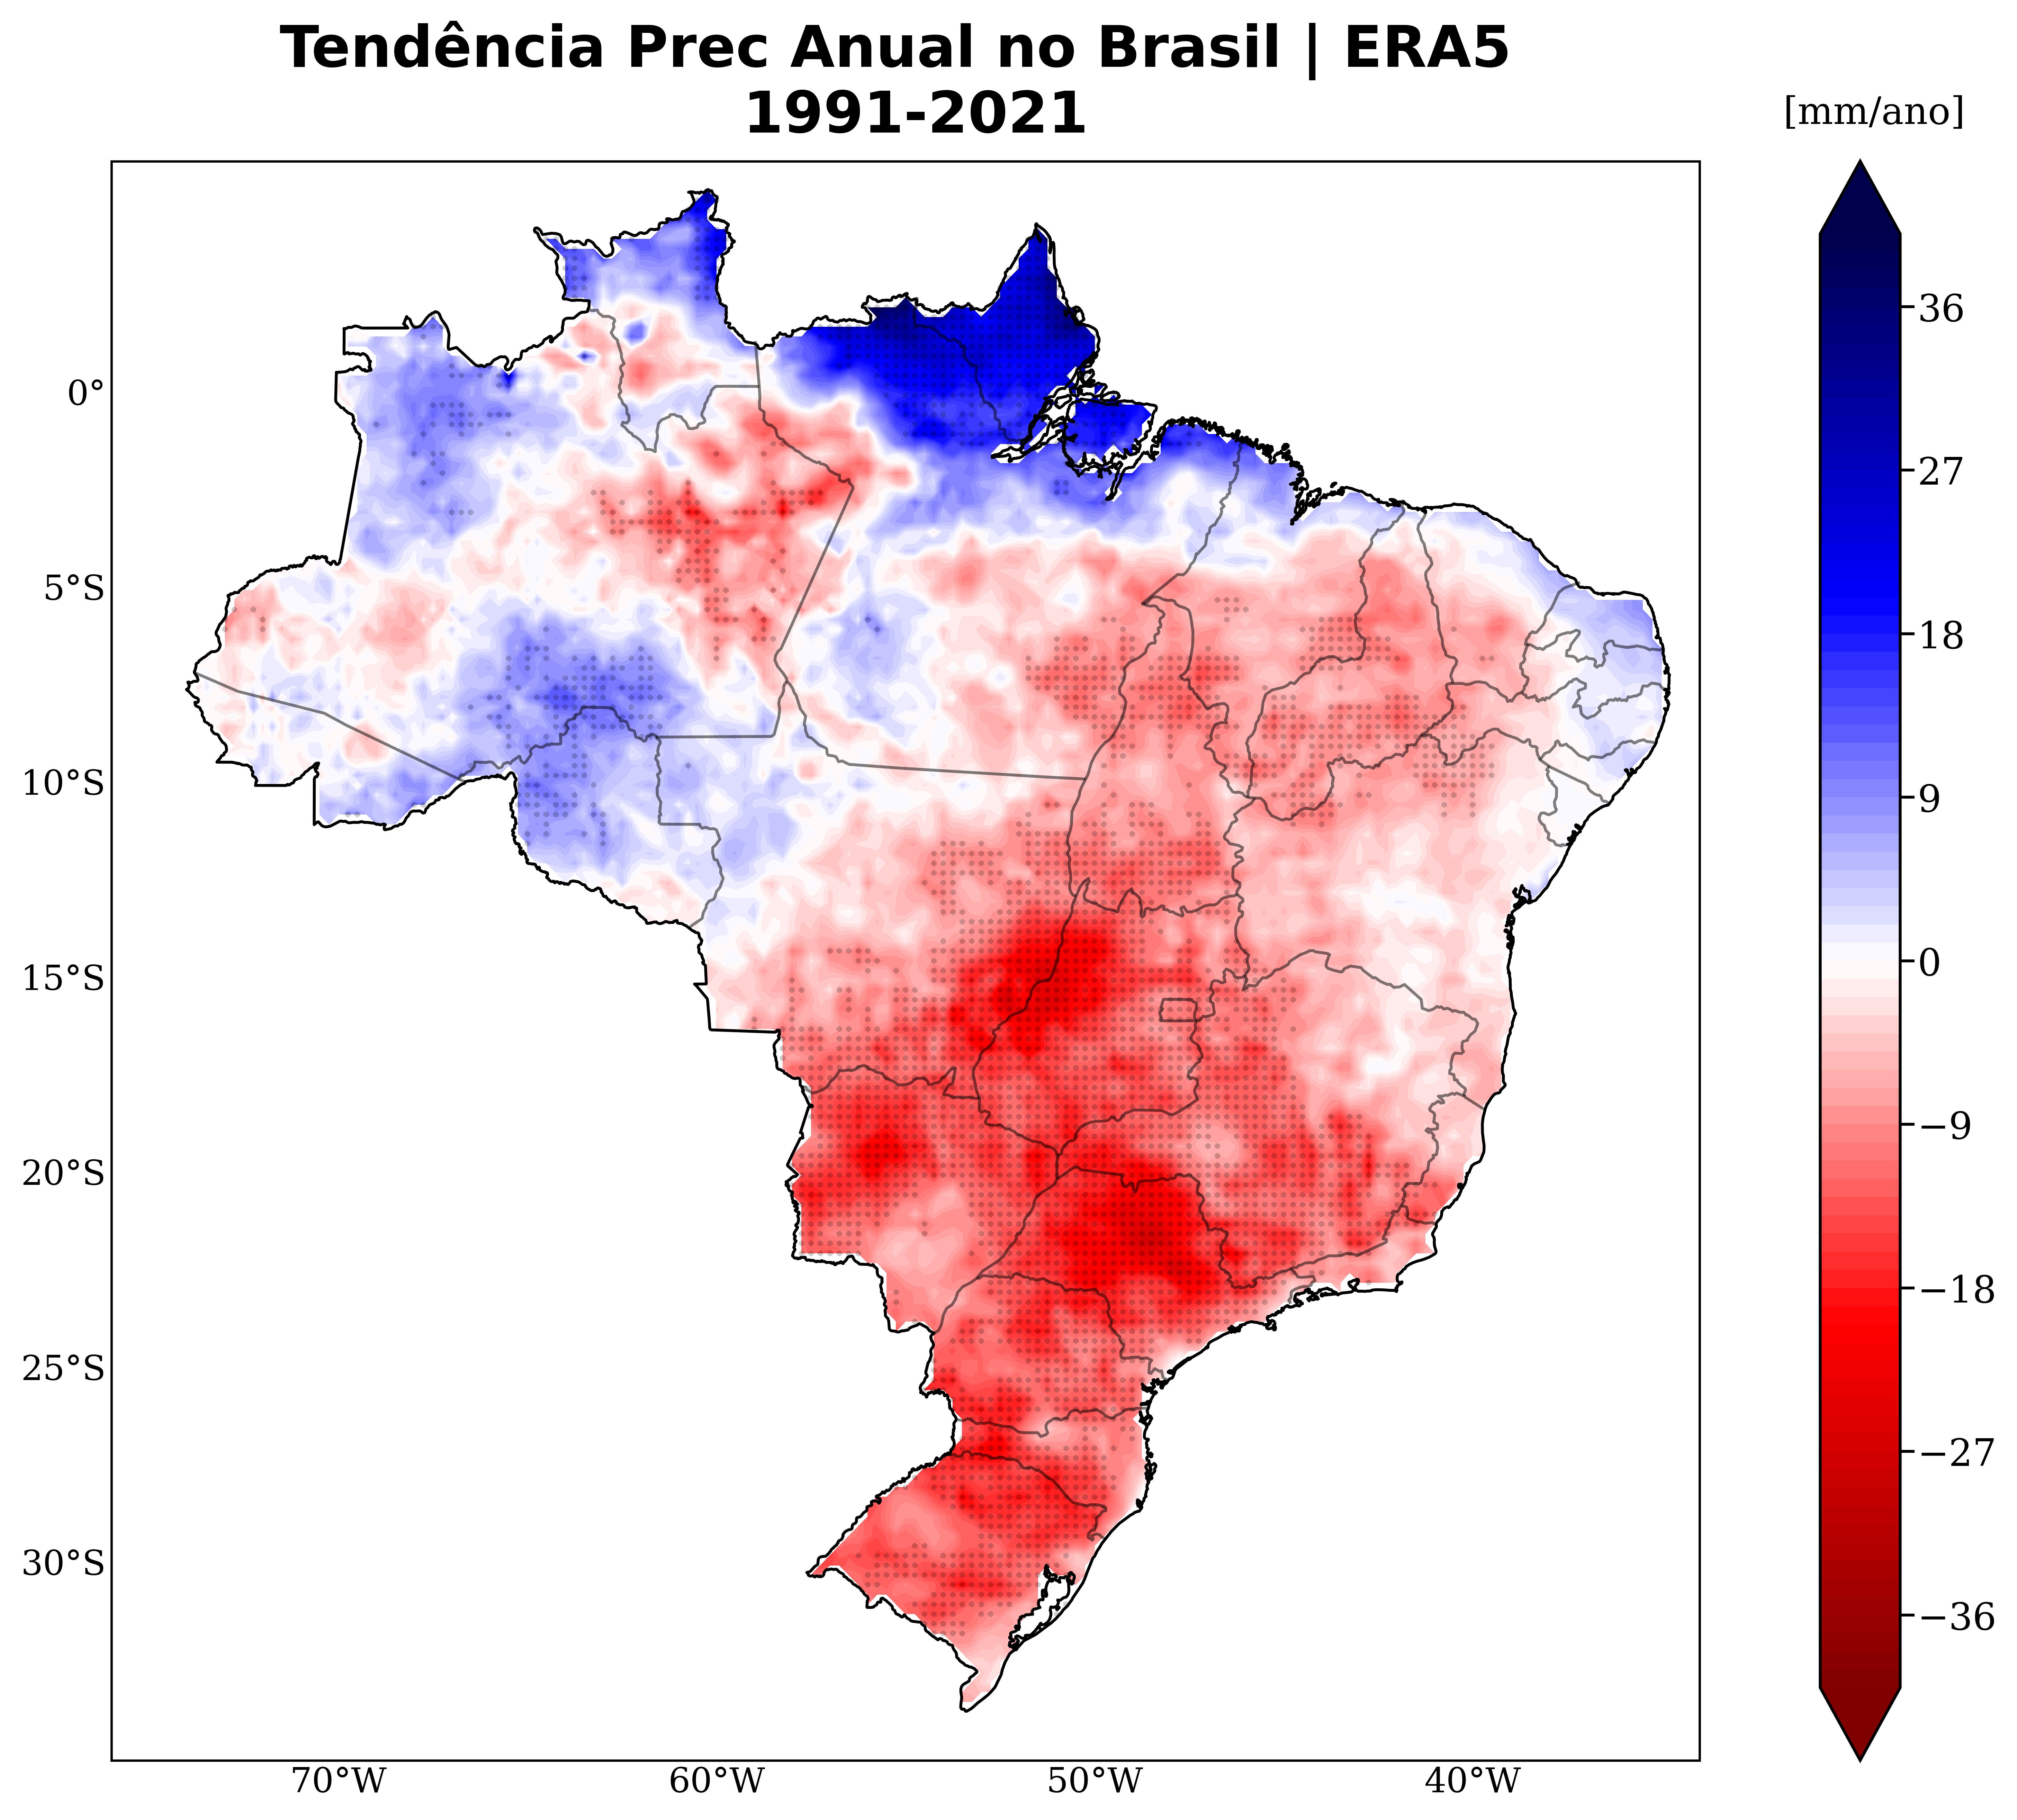 Tendência Prec Anual no Brasil | ERA5
1991-2021
[mm/ano]
36
27
18
9
0
−9
−18
−27
−36
0°
5°S
10°S
15°S
20°S
25°S
30°S
70°W 60°W 50°W 40°W